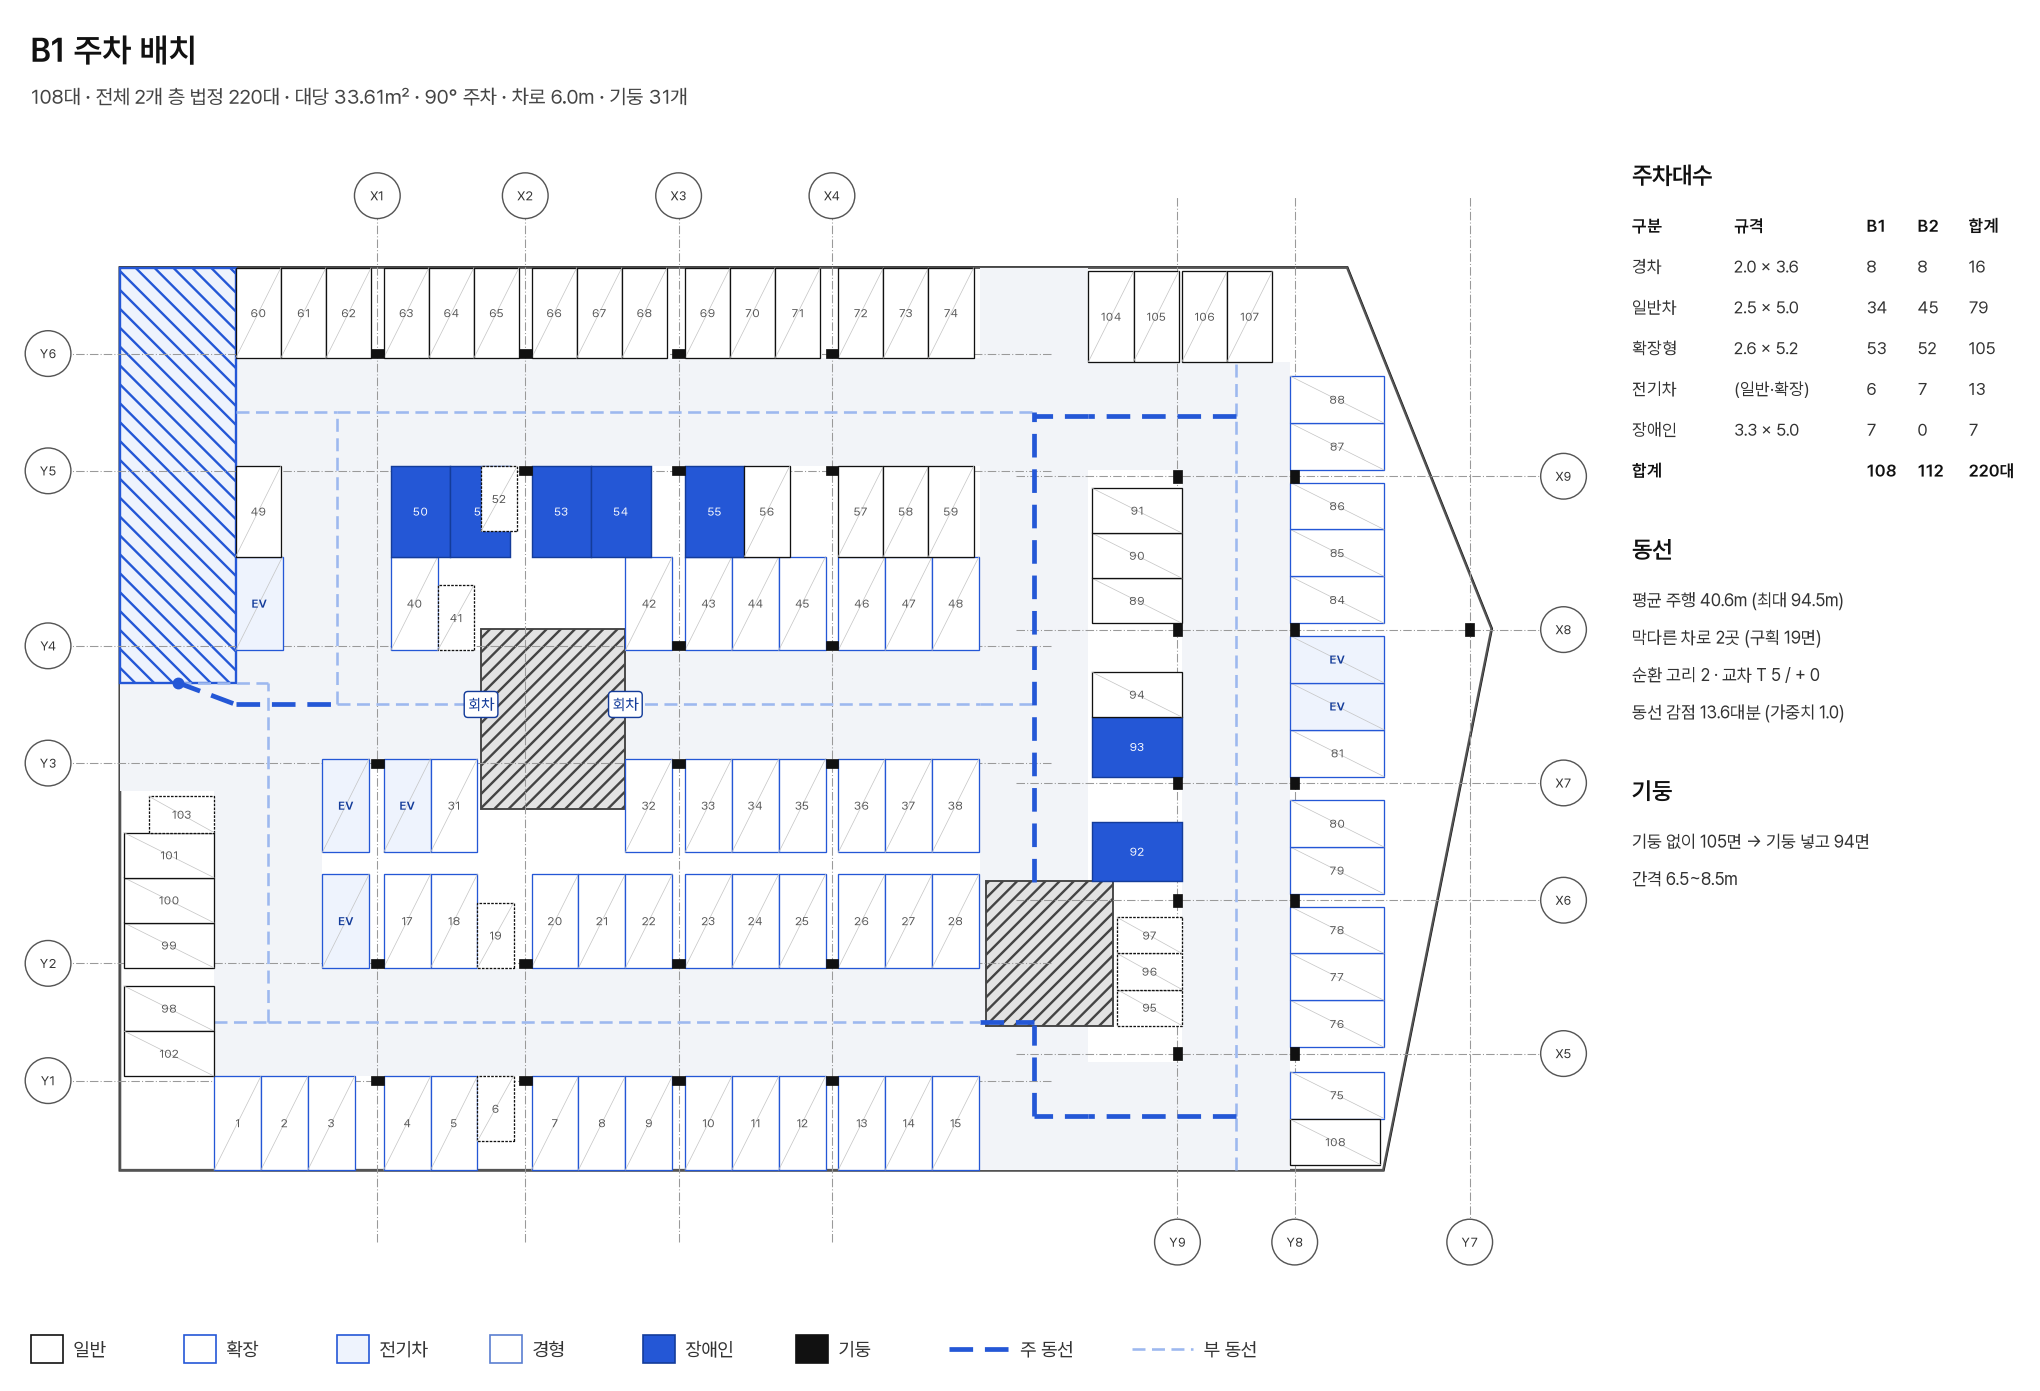 B1 주차 배치
108대 · 전체 2개 층 법정 220대 · 대당 33.61m² · 90° 주차 · 차로 6.0m · 기둥 31개
X1 X2 X3 X4
60 61 62 63 64 65 66 67 68 69 70 71 72 73 74 104 105 106 107
Y6
88
87
Y5 X9
49 50 5 52 53 54 55 56 57 58 59 91 86
90 85
EV 40 41 42 43 44 45 46 47 48 89 84
Y4 X8
EV
94 EV
회차 회차
93 81
Y3 X7
EV EV 31 32 33 34 35 36 37 38 80
103
101 92 79
100 X6
EV 17 18 19 20 21 22 23 24 25 26 27 28 97 78
99
Y2 96 77
98 95 76
102 X5
Y1
75
1 2 3 4 5 6 7 8 9 10 11 12 13 14 15 108
Y9 Y8 Y7
주차대수
구분 규격 B1 B2 합계
경차 2.0 × 3.6 8 8 16
일반차 2.5 × 5.0 34 45 79
확장형 2.6 × 5.2 53 52 105
전기차 (일반·확장) 6 7 13
장애인 3.3 × 5.0 7 0 7
합계 108 112 220대
동선
평균 주행 40.6m (최대 94.5m)
막다른 차로 2곳 (구획 19면)
순환 고리 2 · 교차 T 5 / + 0
동선 감점 13.6대분 (가중치 1.0)
기둥
기둥 없이 105면 → 기둥 넣고 94면
간격 6.5~8.5m
일반 확장 전기차 경형 장애인 기둥 주 동선 부 동선